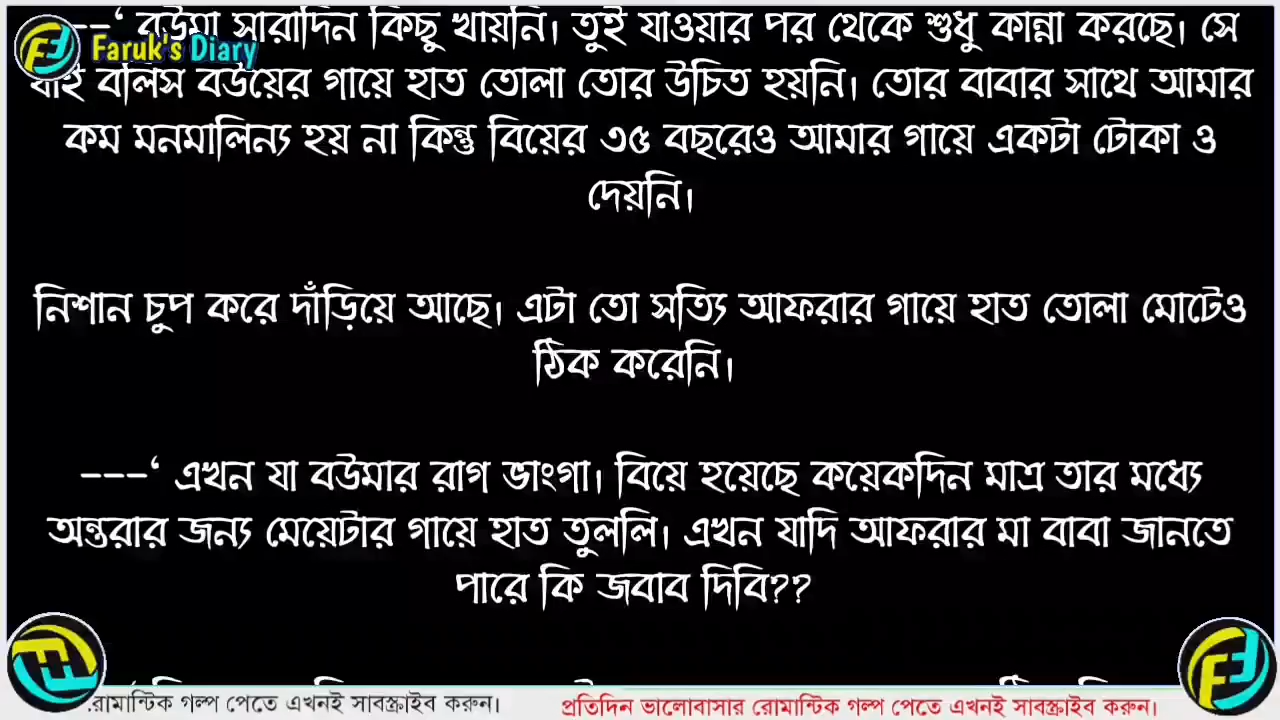 Faruk's Diary
---‘ বউমা সারাদিন কিছু খায়নি। তুই যাওয়ার পর থেকে শুধু কান্না করছে। সে
যাই বলিস বউয়ের গায়ে হাত তোলা তোর উচিত হয়নি। তোর বাবার সাথে আমার
কম মনমালিন্য হয় না কিন্তু বিয়ের ৩৫ বছরেও আমার গায়ে একটা টোকা ও
দেয়নি।
নিশান চুপ করে দাঁড়িয়ে আছে। এটা তো সত্যি আফরার গায়ে হাত তোলা মোটেও
ঠিক করেনি।
---‘ এখন যা বউমার রাগ ভাংগা। বিয়ে হয়েছে কয়েকদিন মাত্র তার মধ্যে
অন্তরার জন্য মেয়েটার গায়ে হাত তুললি। এখন যাদি আফরার মা বাবা জানতে
পারে কি জবাব দিবি??
রোমান্টিক গল্প পেতে এখনই সাবস্ক্রাইব করুন।
প্রতিদিন ভালোবাসার রোমান্টিক গল্প পেতে এখনই সাবস্ক্রাইব করুন।